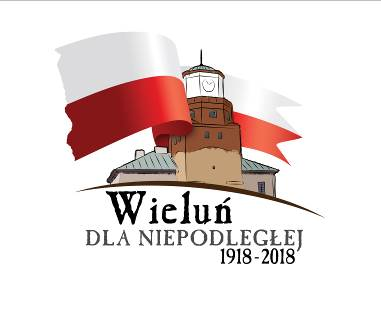 Wieluń
DLA NIEPODLEGŁEJ
1918-2018